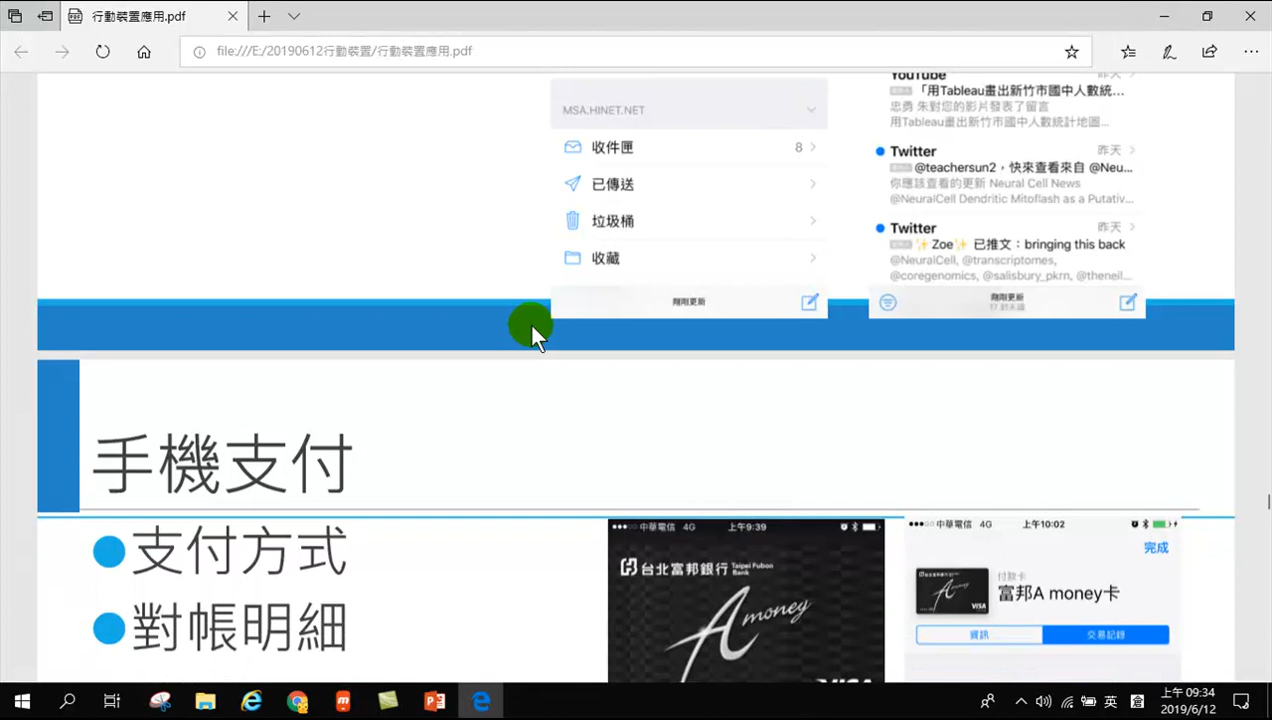 行動裝置應用.pdf
file:///E:/20190612行動裝置/行動裝置應用.pdf
MSA.HINET.NET
收件匣 8
已傳送
垃圾桶
收藏
剛剛更新
YouTube 昨天
「用Tableau畫出新竹市國中人數統…
忠勇 朱對您的影片發表了留言
用Tableau畫出新竹市國中人數統計地圖...
Twitter 昨天
@teachersun2,快來查看來自 @Neu...
你應該查看的更新 Neural Cell News
@NeuralCell Dendritic Mitoflash as a Putativ...
Twitter 昨天
✨Zoe✨ 已推文:bringing this back
@NeuralCell, @transcriptomes,
@coregenomics, @salisbury_pkrn, @theneil...
剛剛更新
手機支付
支付方式
對帳明細
中華電信 4G 上午9:39
台北富邦銀行 Taipei Fubon Bank
A money
VISA
中華電信 4G 上午10:02
完成
付款卡
富邦A money卡
資訊 交易記錄
英
上午 09:34
2019/6/12